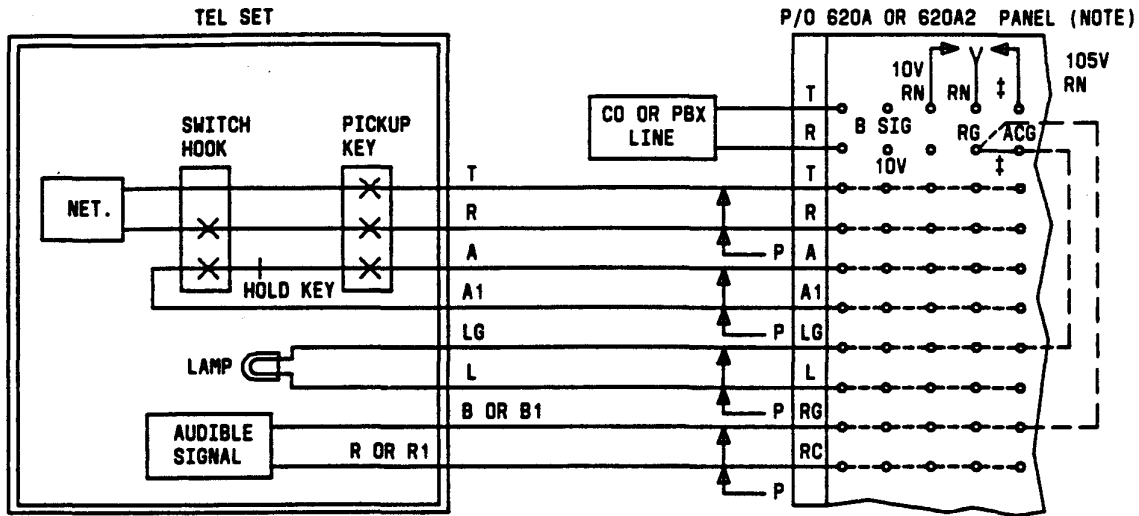 TEL SET
P/O 620A OR 620A2 PANEL (NOTE)
SWITCH HOOK
PICKUP KEY
NET.
HOLD KEY
LAMP
AUDIBLE SIGNAL
T
R
A
A1
LG
L
B OR B1
R OR R1
CO OR PBX LINE
P
P
P
P
T
R
T
R
A
A1
LG
L
RG
RC
10V RN
RN
‡
105V RN
B SIG
10V
RG
ACG
‡